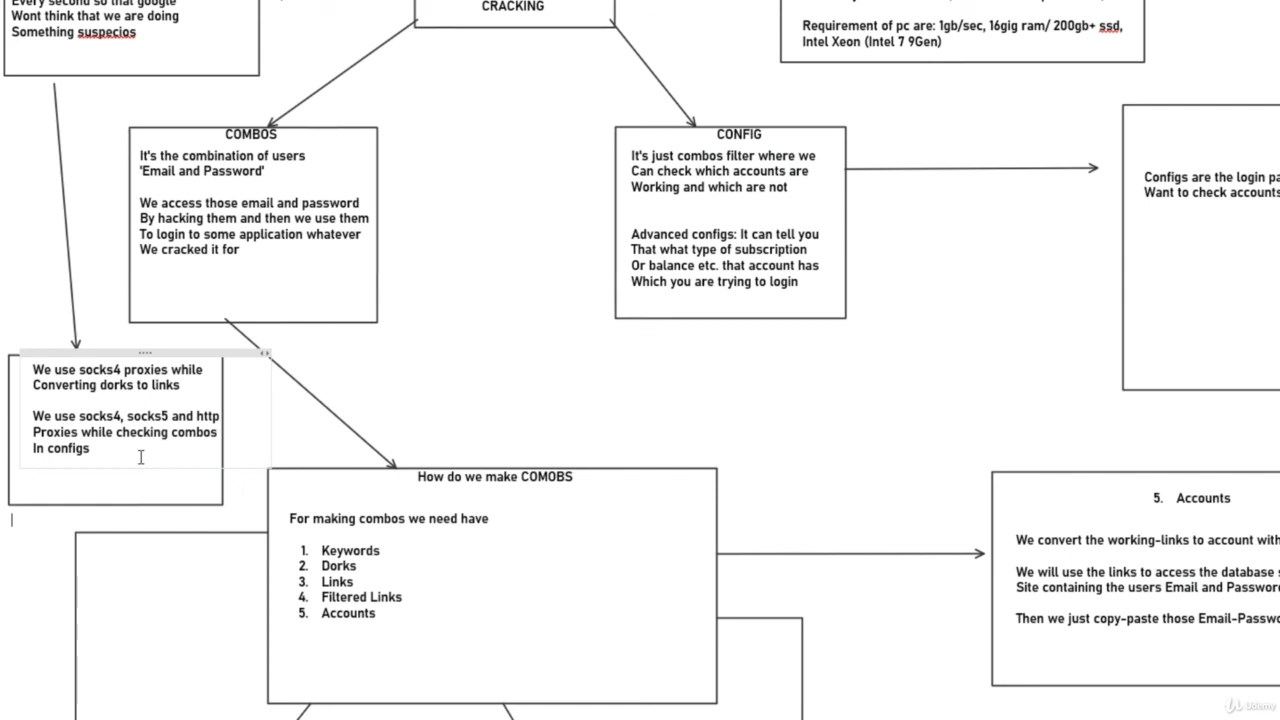 Every second so that google
Wont think that we are doing
Something suspecios
CRACKING
Requirement of pc are: 1gb/sec, 16gig ram/ 200gb+ ssd,
Intel Xeon (Intel 7 9Gen)
COMBOS
It's the combination of users
'Email and Password'
We access those email and password
By hacking them and then we use them
To login to some application whatever
We cracked it for
CONFIG
It's just combos filter where we
Can check which accounts are
Working and which are not
Advanced configs: It can tell you
That what type of subscription
Or balance etc. that account has
Which you are trying to login
Configs are the login pa
Want to check accounts
We use socks4 proxies while
Converting dorks to links
We use socks4, socks5 and http
Proxies while checking combos
In configs
How do we make COMOBS
For making combos we need have
1. Keywords
2. Dorks
3. Links
4. Filtered Links
5. Accounts
5. Accounts
We convert the working-links to account with
We will use the links to access the database s
Site containing the users Email and Password
Then we just copy-paste those Email-Passwo
Udemy